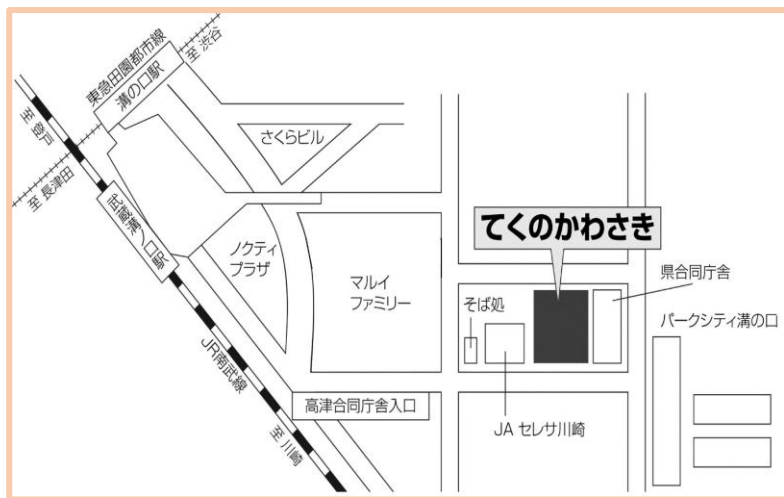 東急田園都市線
溝の口駅
至 渋谷
至 登戸
至 長津田
武蔵溝ノ口駅
さくらビル
ノクティ
プラザ
マルイ
ファミリー
てくのかわさき
県合同庁舎
そば処
パークシティ溝の口
JR南武線
高津合同庁舎入口
JA セレサ川崎
至 川崎